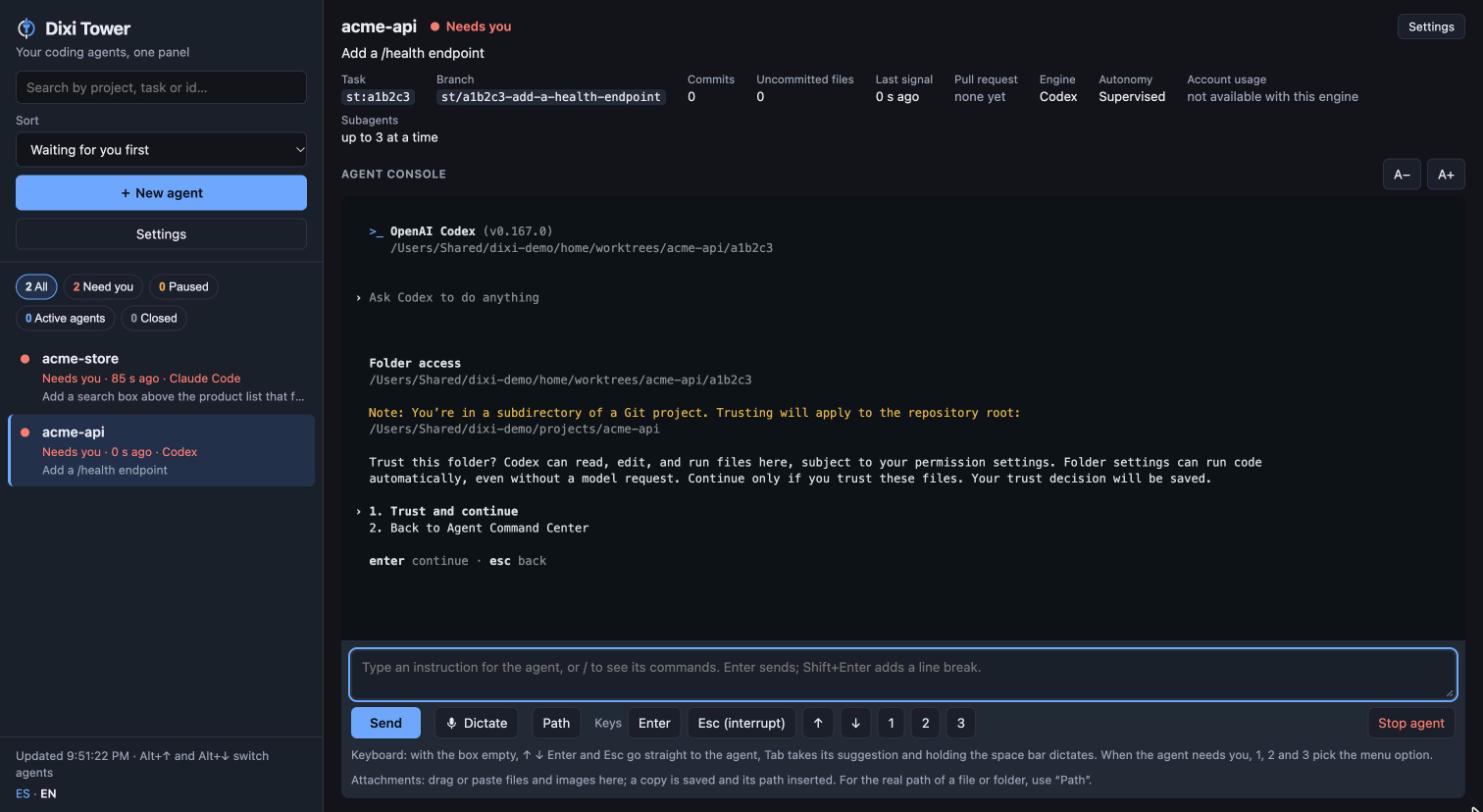 Dixi Tower
Your coding agents, one panel
Search by project, task or id...
Sort
Waiting for you first
+ New agent
Settings
2 All
2 Need you
0 Paused
0 Active agents
0 Closed
acme-store
Needs you · 85 s ago · Claude Code
Add a search box above the product list that f...
acme-api
Needs you · 0 s ago · Codex
Add a /health endpoint
Updated 9:51:22 PM · Alt+↑ and Alt+↓ switch
agents
ES · EN
acme-api
Needs you
Settings
Add a /health endpoint
Task Branch Commits Uncommitted files Last signal Pull request Engine Autonomy Account usage
st:a1b2c3 st/a1b2c3-add-a-health-endpoint 0 0 0 s ago none yet Codex Supervised not available with this engine
Subagents
up to 3 at a time
AGENT CONSOLE
A− A+
>_ OpenAI Codex (v0.167.0)
/Users/Shared/dixi-demo/home/worktrees/acme-api/a1b2c3
› Ask Codex to do anything
Folder access
/Users/Shared/dixi-demo/home/worktrees/acme-api/a1b2c3
Note: You’re in a subdirectory of a Git project. Trusting will apply to the repository root:
/Users/Shared/dixi-demo/projects/acme-api
Trust this folder? Codex can read, edit, and run files here, subject to your permission settings. Folder settings can run code
automatically, even without a model request. Continue only if you trust these files. Your trust decision will be saved.
› 1. Trust and continue
2. Back to Agent Command Center
enter continue · esc back
Type an instruction for the agent, or / to see its commands. Enter sends; Shift+Enter adds a line break.
Send Dictate Path Keys Enter Esc (interrupt) ↑ ↓ 1 2 3 Stop agent
Keyboard: with the box empty, ↑ ↓ Enter and Esc go straight to the agent, Tab takes its suggestion and holding the space bar dictates. When the agent needs you, 1, 2 and 3 pick the menu option.
Attachments: drag or paste files and images here; a copy is saved and its path inserted. For the real path of a file or folder, use “Path”.